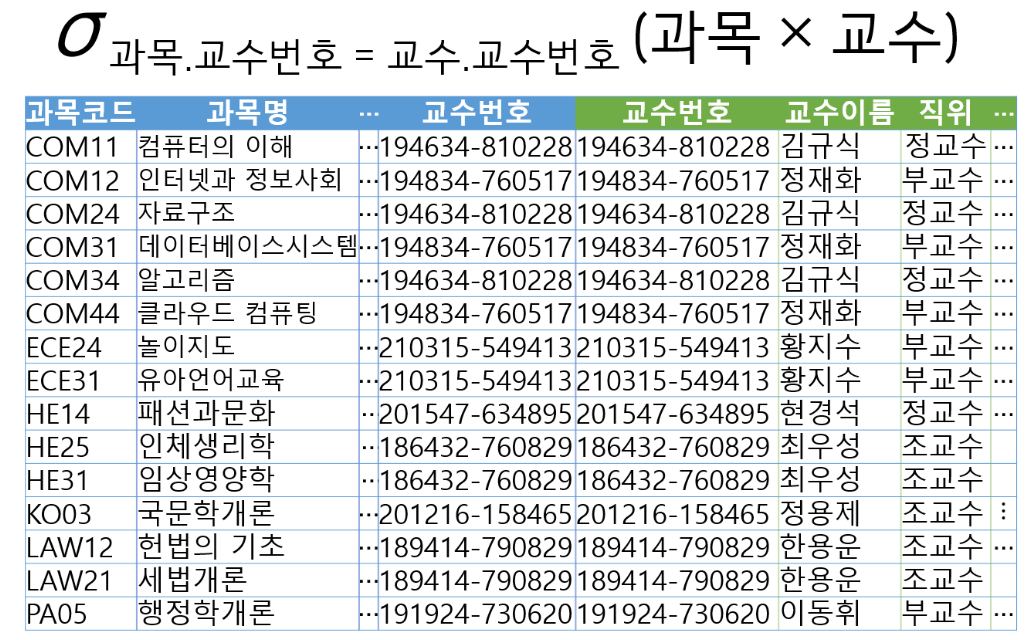 σ 과목.교수번호 = 교수.교수번호 (과목 × 교수)
과목코드 과목명 ⋯ 교수번호 교수번호 교수이름 직위 ⋯
COM11 컴퓨터의 이해 ⋯ 194634-810228 194634-810228 김규식 정교수 ⋯
COM12 인터넷과 정보사회 ⋯ 194834-760517 194834-760517 정재화 부교수 ⋯
COM24 자료구조 ⋯ 194634-810228 194634-810228 김규식 정교수 ⋯
COM31 데이터베이스시스템 ⋯ 194834-760517 194834-760517 정재화 부교수 ⋯
COM34 알고리즘 ⋯ 194634-810228 194634-810228 김규식 정교수 ⋯
COM44 클라우드 컴퓨팅 ⋯ 194834-760517 194834-760517 정재화 부교수 ⋯
ECE24 놀이지도 ⋯ 210315-549413 210315-549413 황지수 부교수 ⋯
ECE31 유아언어교육 ⋯ 210315-549413 210315-549413 황지수 부교수 ⋯
HE14 패션과문화 ·· 201547-634895 201547-634895 현경석 정교수 ⋯
HE25 인체생리학 ·· 186432-760829 186432-760829 최우성 조교수
HE31 임상영양학 ·· 186432-760829 186432-760829 최우성 조교수
KO03 국문학개론 ⋯ 201216-158465 201216-158465 정용제 조교수 ⋮
LAW12 헌법의 기초 ⋯ 189414-790829 189414-790829 한용운 조교수 ⋯
LAW21 세법개론 ⋯ 189414-790829 189414-790829 한용운 조교수
PA05 행정학개론 ⋯ 191924-730620 191924-730620 이동휘 부교수 ⋯